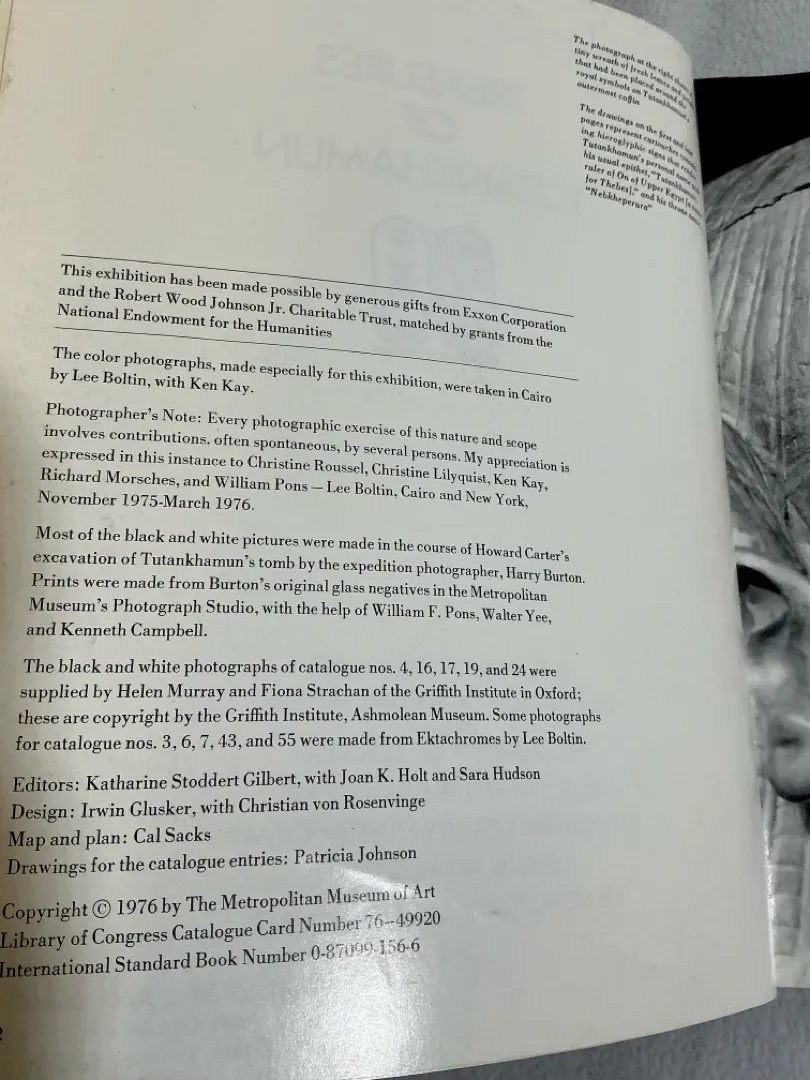 The photograph at the right shows a
tiny wreath of fresh leaves and
that had been placed around the
royal symbols on Tutankhamun's
outermost coffin
The drawings on the first and last
pages represent cartouches
ing hieroglyphic signs that
Tutankhamun's personal name with
his usual epithet, "Tutankhamun
ruler of On of Upper Egypt
for Thebes]," and his throne name
"Nebkheperura"
This exhibition has been made possible by generous gifts from Exxon Corporation
and the Robert Wood Johnson Jr. Charitable Trust, matched by grants from the
National Endowment for the Humanities
The color photographs, made especially for this exhibition, were taken in Cairo
by Lee Boltin, with Ken Kay.
Photographer's Note: Every photographic exercise of this nature and scope
involves contributions, often spontaneous, by several persons. My appreciation is
expressed in this instance to Christine Roussel, Christine Lilyquist, Ken Kay,
Richard Morsches, and William Pons — Lee Boltin, Cairo and New York,
November 1975-March 1976.
Most of the black and white pictures were made in the course of Howard Carter's
excavation of Tutankhamun's tomb by the expedition photographer, Harry Burton.
Prints were made from Burton's original glass negatives in the Metropolitan
Museum's Photograph Studio, with the help of William F. Pons, Walter Yee,
and Kenneth Campbell.
The black and white photographs of catalogue nos. 4, 16, 17, 19, and 24 were
supplied by Helen Murray and Fiona Strachan of the Griffith Institute in Oxford;
these are copyright by the Griffith Institute, Ashmolean Museum. Some photographs
for catalogue nos. 3, 6, 7, 43, and 55 were made from Ektachromes by Lee Boltin.
Editors: Katharine Stoddert Gilbert, with Joan K. Holt and Sara Hudson
Design: Irwin Glusker, with Christian von Rosenvinge
Map and plan: Cal Sacks
Drawings for the catalogue entries: Patricia Johnson
Copyright © 1976 by The Metropolitan Museum of Art
Library of Congress Catalogue Card Number 76-49920
International Standard Book Number 0-87099-156-6